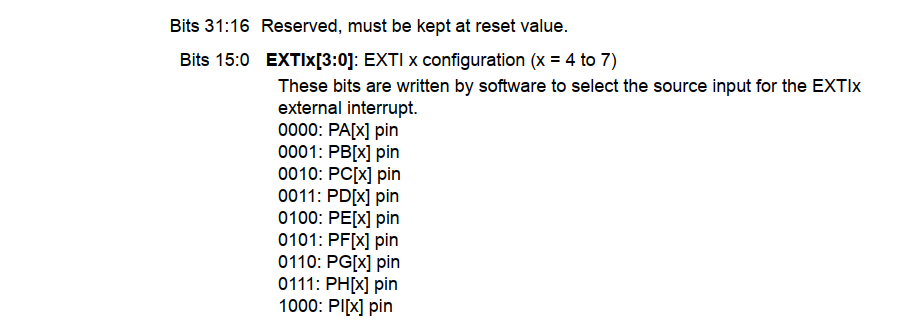 Bits 31:16 Reserved, must be kept at reset value.
Bits 15:0 EXTIx[3:0]: EXTI x configuration (x = 4 to 7)
These bits are written by software to select the source input for the EXTIx
external interrupt.
0000: PA[x] pin
0001: PB[x] pin
0010: PC[x] pin
0011: PD[x] pin
0100: PE[x] pin
0101: PF[x] pin
0110: PG[x] pin
0111: PH[x] pin
1000: PI[x] pin